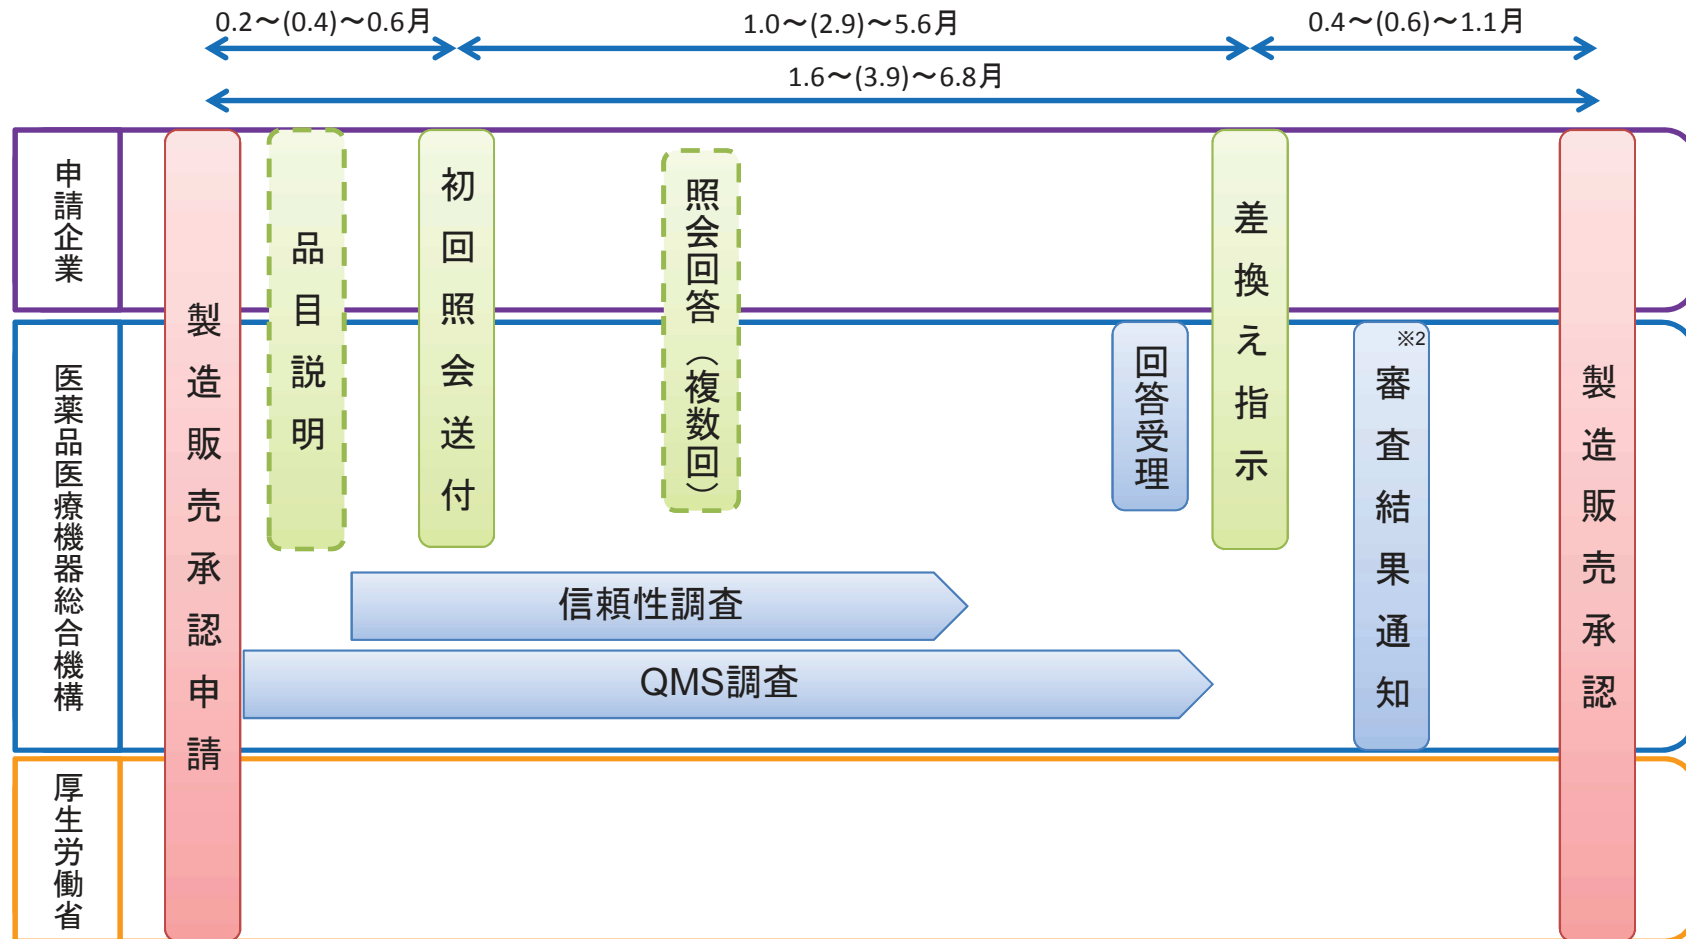 0.2～(0.4)～0.6月
1.0～(2.9)～5.6月
0.4～(0.6)～1.1月
1.6～(3.9)～6.8月
申請企業
医薬品医療機器総合機構
厚生労働省
製造販売承認申請
品目説明
初回照会送付
照会回答（複数回）
回答受理
差換え指示
※2
審査結果通知
製造販売承認
信頼性調査
QMS調査